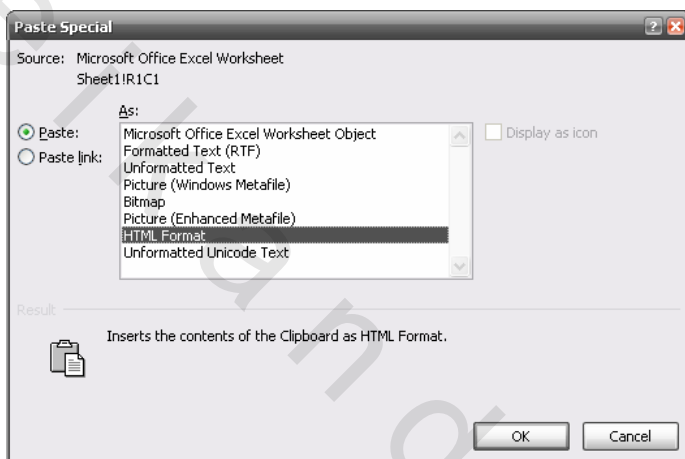 Paste Special
Source: Microsoft Office Excel Worksheet
Sheet1!R1C1
As:
Paste:
Paste link:
Microsoft Office Excel Worksheet Object
Formatted Text (RTF)
Unformatted Text
Picture (Windows Metafile)
Bitmap
Picture (Enhanced Metafile)
HTML Format
Unformatted Unicode Text
Display as icon
Result
Inserts the contents of the Clipboard as HTML Format.
OK Cancel